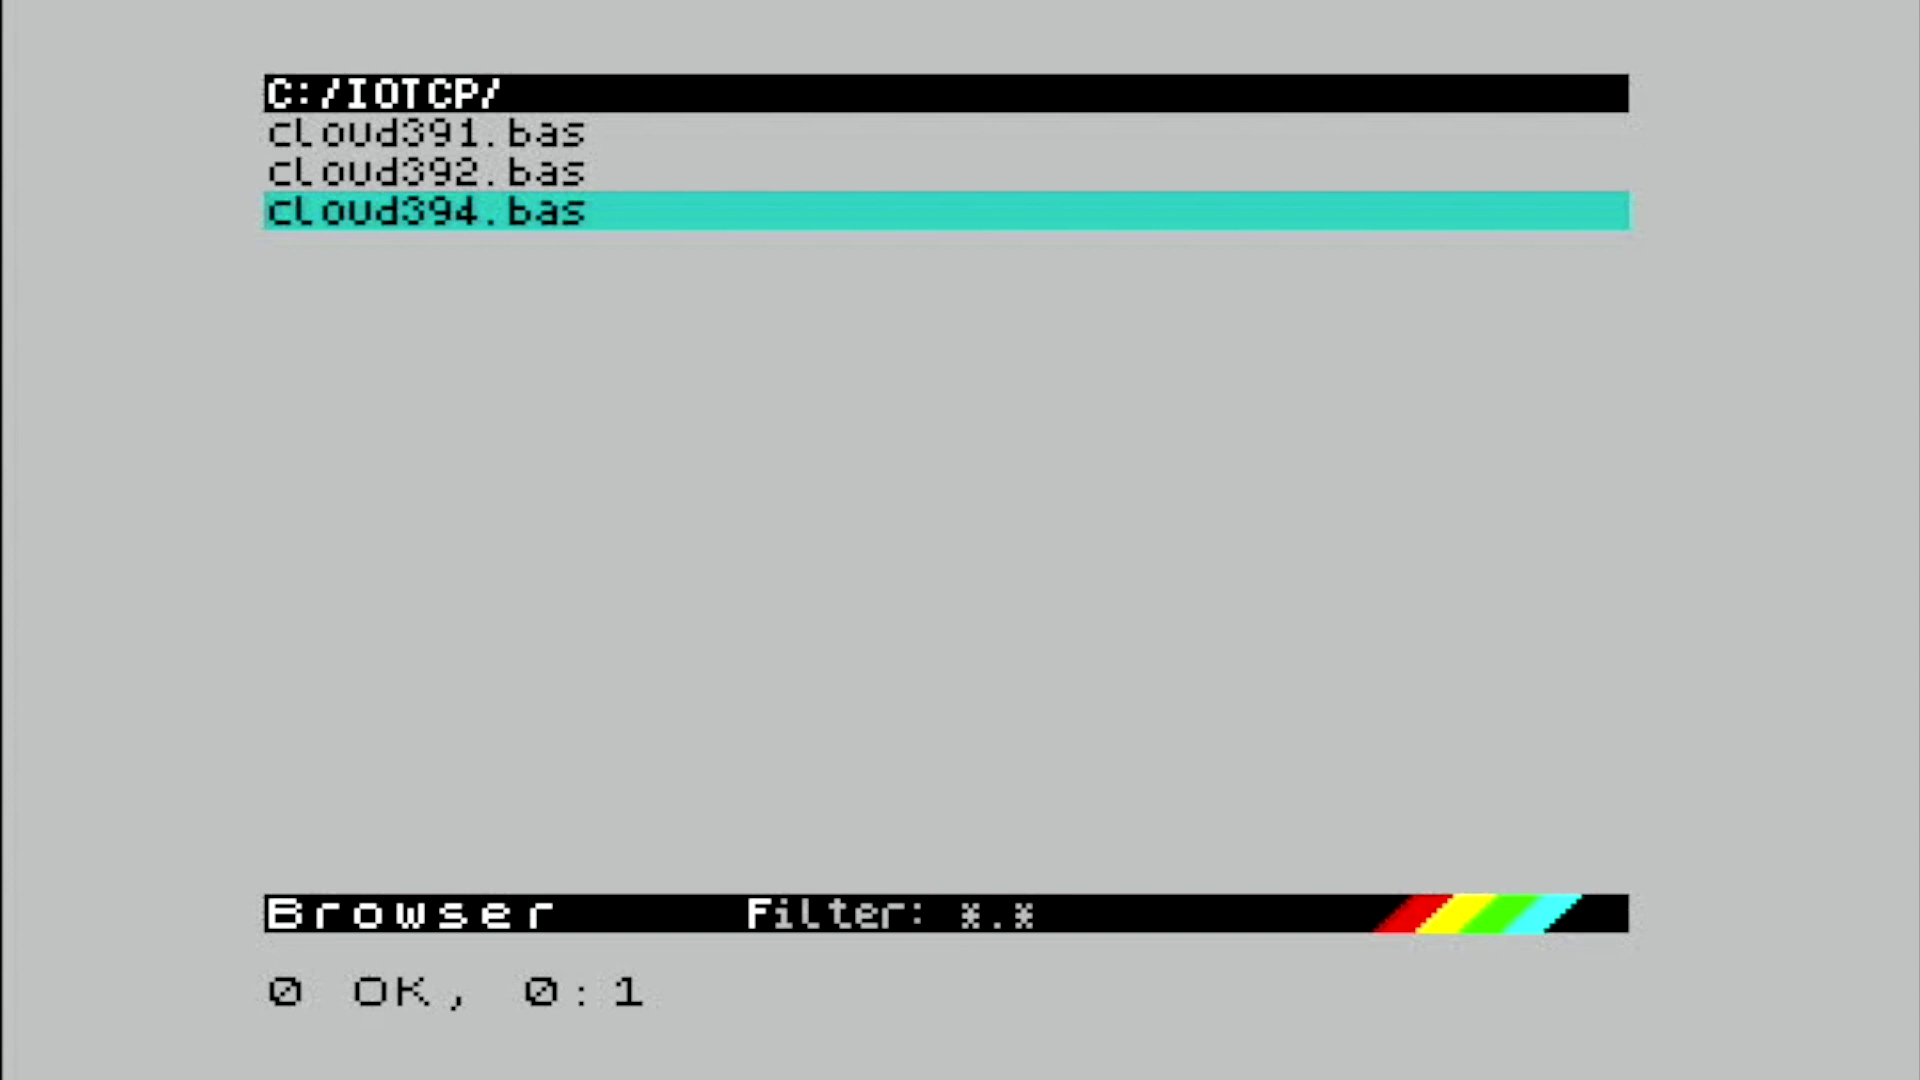 C:/IOTCP/
cloud391.bas
cloud392.bas
cloud394.bas
Browser Filter: *.*
0 OK, 0:1